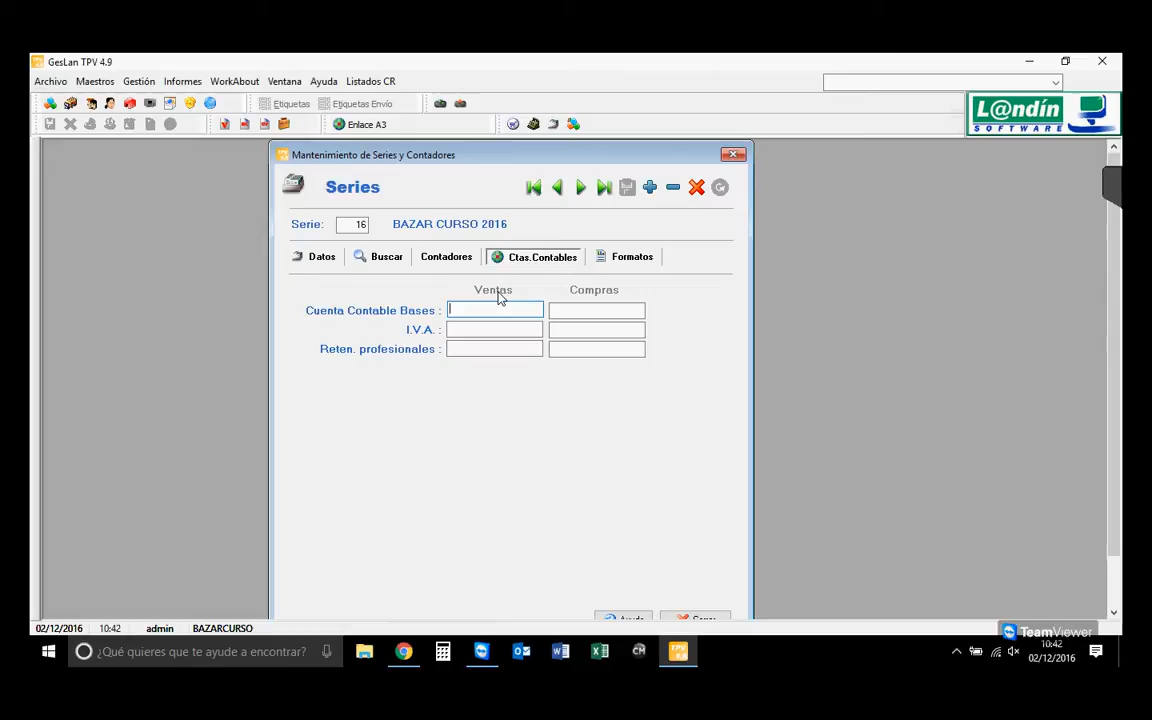 GesLan TPV 4.9
Archivo Maestros Gestión Informes WorkAbout Ventana Ayuda Listados CR
Etiquetas Etiquetas Envío
Enlace A3
L@ndín
SOFTWARE
Mantenimiento de Series y Contadores
Series
Serie: 16 BAZAR CURSO 2016
Datos Buscar Contadores Ctas.Contables Formatos
Ventas Compras
Cuenta Contable Bases :
I.V.A. :
Reten. profesionales :
02/12/2016 10:42 admin BAZARCURSO
TeamViewer
¿Qué quieres que te ayude a encontrar?
TPV 4.9
10:42
02/12/2016